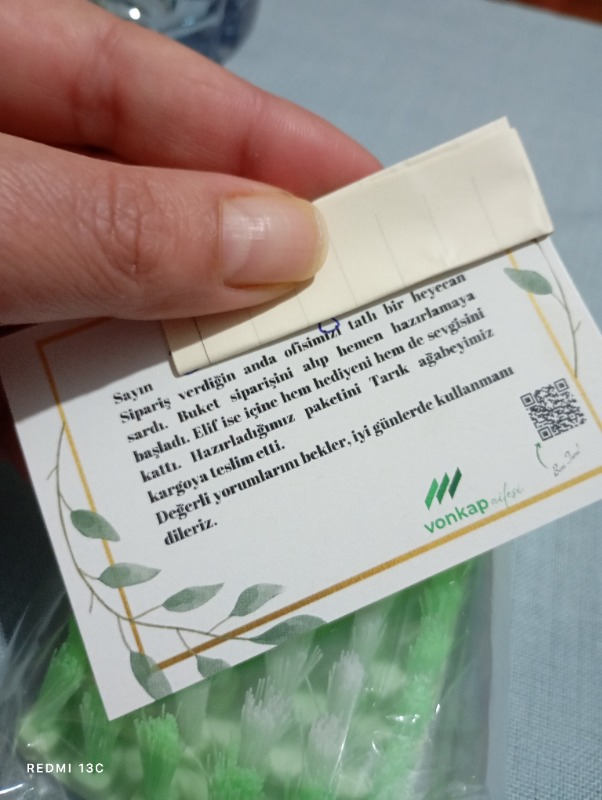 Sayın
Sipariş verdiğin anda ofisimizi tatlı bir heyecan
sardı. Buket siparişini alıp hemen hazırlamaya
başladı. Elif ise içine hem hediyeni hem de sevgisini
kattı. Hazırladığımız paketini Tarık ağabeyimiz
kargoya teslim etti.
Değerli yorumlarını bekler, iyi günlerde kullanmanı
dileriz.
vonkap ailesi
REDMI 13C